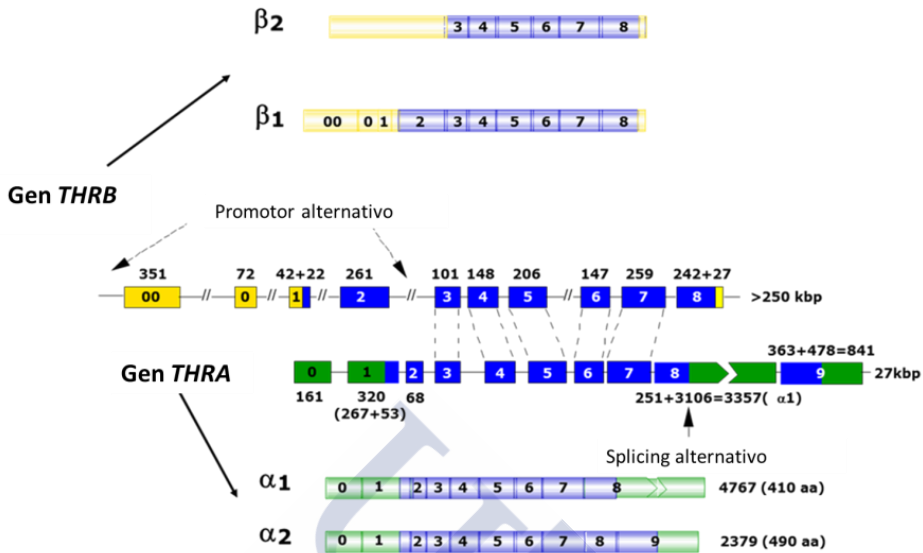 β2
3 4 5 6 7 8
β1
00 0 1 2 3 4 5 6 7 8
Gen THRB
Promotor alternativo
351 72 42+22 261 101 148 206 147 259 242+27
00 // 0 // 1 // 2 // 3 4 5 // 6 7 8 >250 kbp
363+478=841
Gen THRA
0 1 2 3 4 5 6 7 8 9 27kbp
161 320 68 251+3106=3357( α1)
(267+53)
Splicing alternativo
α1 0 1 2 3 4 5 6 7 8 4767 (410 aa)
α2 0 1 2 3 4 5 6 7 8 9 2379 (490 aa)